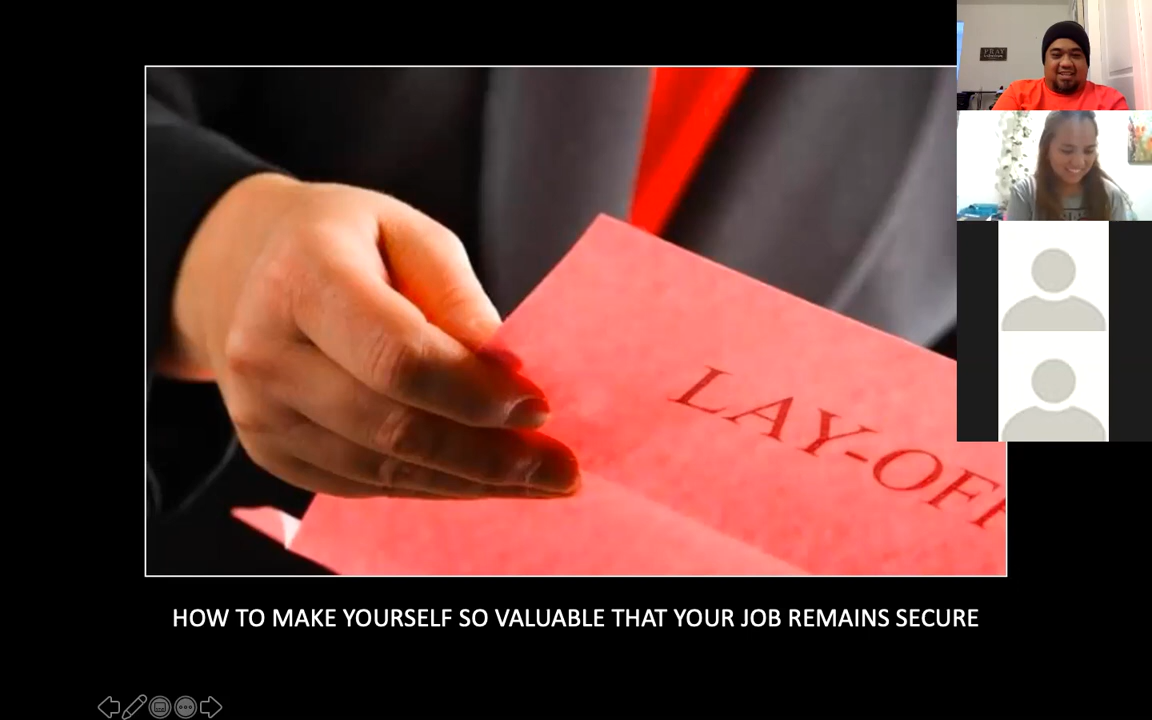 PRAY
LAY-OFF
HOW TO MAKE YOURSELF SO VALUABLE THAT YOUR JOB REMAINS SECURE